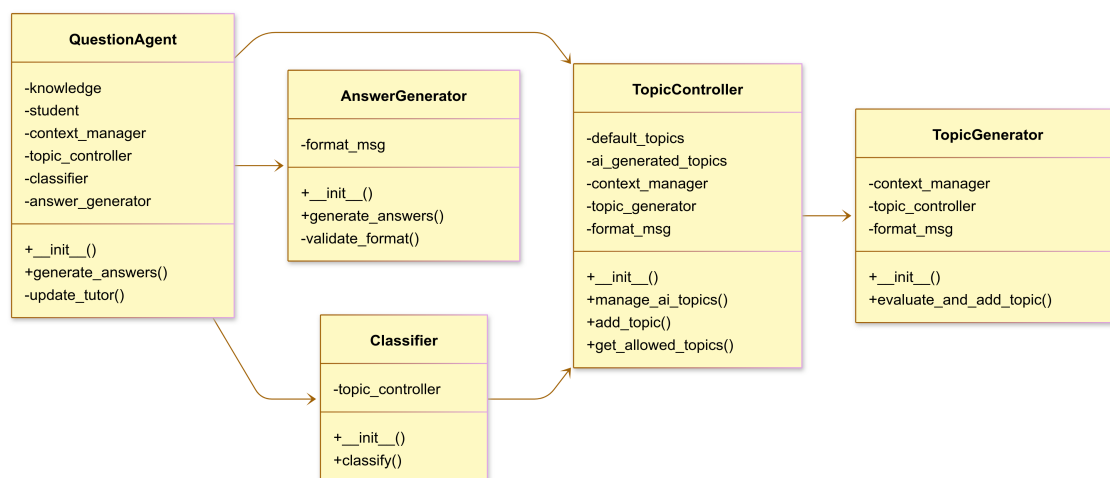 QuestionAgent
-knowledge
-student
-context_manager
-topic_controller
-classifier
-answer_generator
+__init__()
+generate_answers()
-update_tutor()
AnswerGenerator
-format_msg
+__init__()
+generate_answers()
-validate_format()
Classifier
-topic_controller
+__init__()
+classify()
TopicController
-default_topics
-ai_generated_topics
-context_manager
-topic_generator
-format_msg
+__init__()
+manage_ai_topics()
+add_topic()
+get_allowed_topics()
TopicGenerator
-context_manager
-topic_controller
-format_msg
+__init__()
+evaluate_and_add_topic()